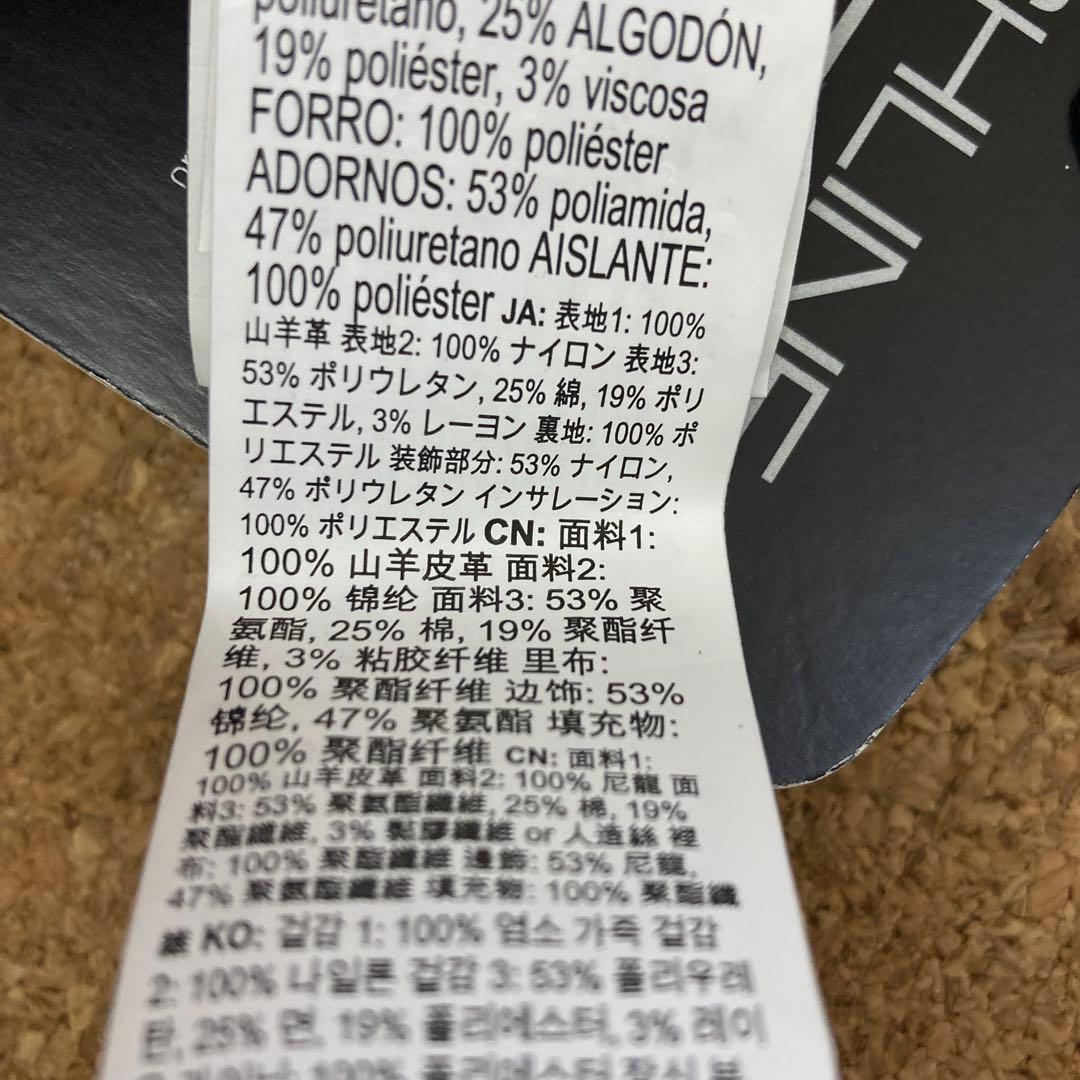 poliuretano, 25% ALGODÓN,
19% poliéster, 3% viscosa
FORRO: 100% poliéster
ADORNOS: 53% poliamida,
47% poliuretano AISLANTE:
100% poliéster JA: 表地1: 100%
山羊革 表地2: 100% ナイロン 表地3:
53% ポリウレタン, 25% 綿, 19% ポリ
エステル, 3% レーヨン 裏地: 100% ポ
リエステル 装飾部分: 53% ナイロン,
47% ポリウレタン インサレーション:
100% ポリエステル CN: 面料1:
100% 山羊皮革 面料2:
100% 锦纶 面料3: 53% 聚
氨酯, 25% 棉, 19% 聚酯纤
维, 3% 粘胶纤维 里布:
100% 聚酯纤维 边饰: 53%
锦纶, 47% 聚氨酯 填充物:
100% 聚酯纤维 CN: 面料1:
100% 山羊皮革 面料2: 100% 尼龍 面
料3: 53% 聚氨酯纖維, 25% 棉, 19%
聚酯纖維, 3% 黏膠纖維 or 人造絲 裡
布: 100% 聚酯纖維 邊飾: 53% 尼龍,
47% 聚氨酯纖維 填充物: 100% 聚酯纖
維 KO: 겉감 1: 100% 염소 가죽 겉감
2: 100% 나일론 겉감 3: 53% 폴리우레
탄, 25% 면, 19% 폴리에스터, 3% 레이
100% 폴리에스터 장식
HLINE